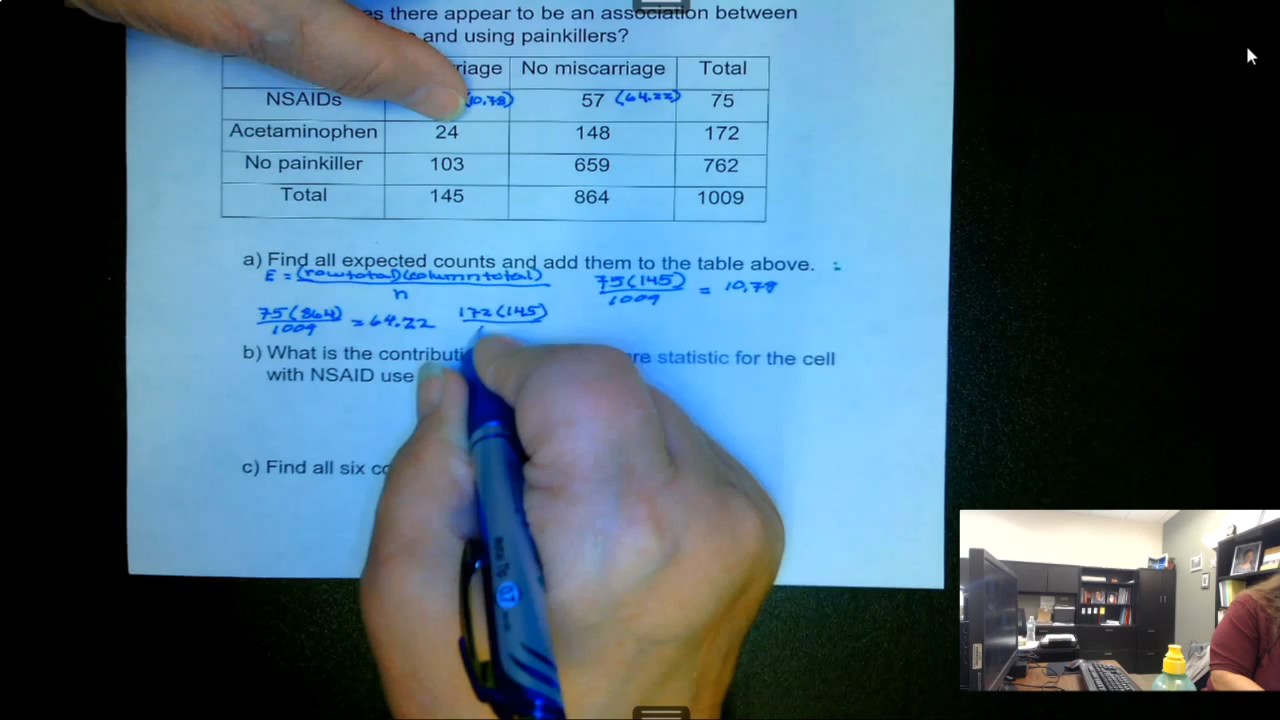 es there appear to be an association between
and using painkillers?
riage No miscarriage Total
NSAIDs (10.78) 57 (64.22) 75
Acetaminophen 24 148 172
No painkiller 103 659 762
Total 145 864 1009
a) Find all expected counts and add them to the table above.
E = (row total)(column total)
n
75(145)
1009
= 10.78
75(864)
1009
= 64.22
172(145)
b) What is the contributi re statistic for the cell
with NSAID use
c) Find all six co